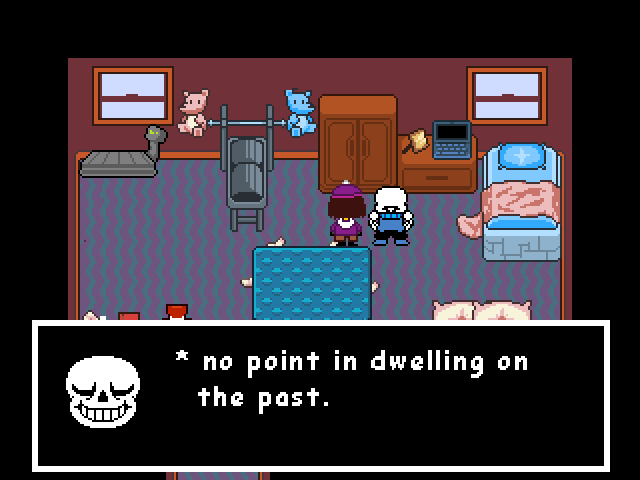 * no point in dwelling on
the past.